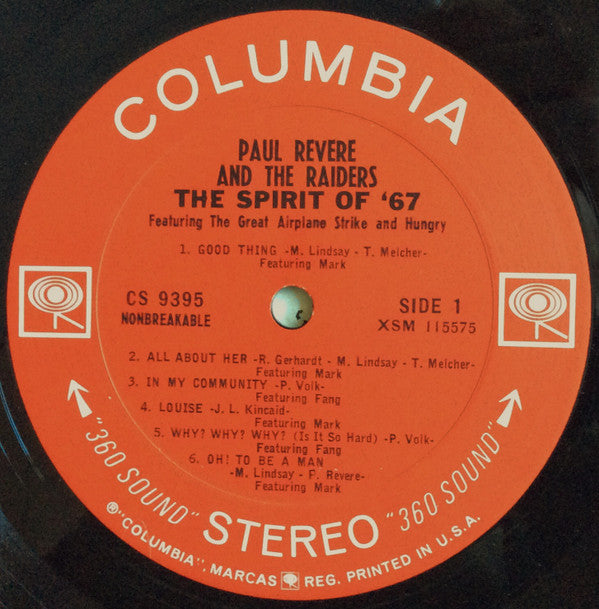 COLUMBIA
PAUL REVERE
AND THE RAIDERS
THE SPIRIT OF '67
Featuring The Great Airplane Strike and Hungry
1. GOOD THING -M. Lindsay - T. Melcher-
Featuring Mark
CS 9395
NONBREAKABLE
SIDE 1
XSM 115575
2. ALL ABOUT HER -R. Gerhardt - M. Lindsay - T. Melcher-
Featuring Mark
3. IN MY COMMUNITY -P. Volk-
Featuring Fang
4. LOUISE -J. L. Kincaid-
Featuring Mark
5. WHY? WHY? WHY? (Is It So Hard) -P. Volk-
Featuring Fang
6. OH! TO BE A MAN
-M. Lindsay - P. Revere-
Featuring Mark
"360 SOUND" STEREO "360 SOUND"
®"COLUMBIA", MARCAS REG. PRINTED IN U.S.A.